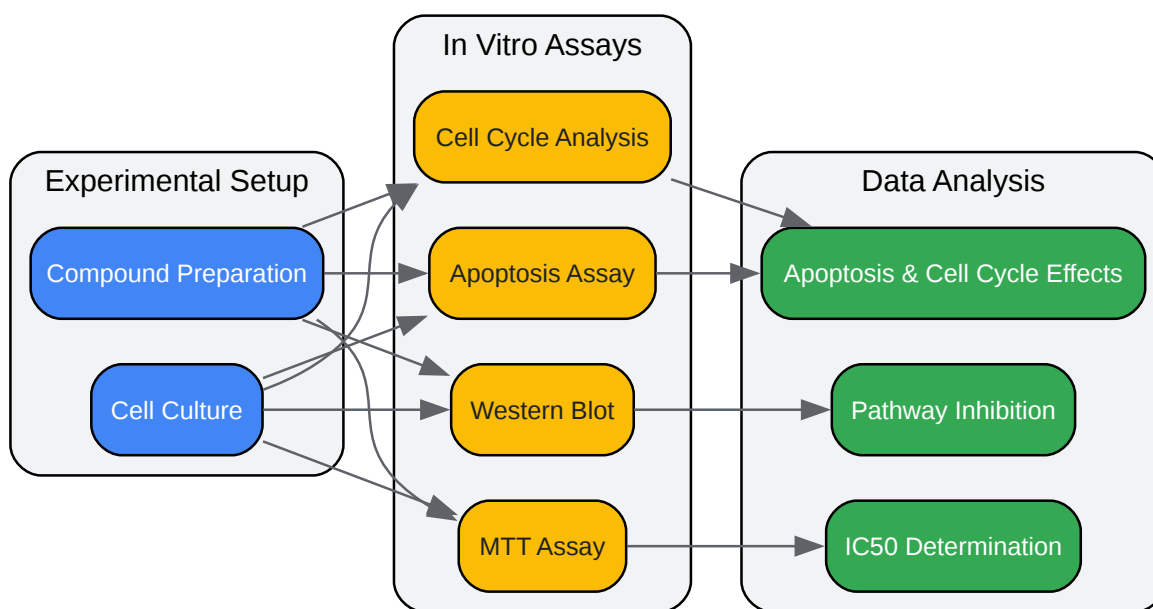 Experimental Setup
Compound Preparation
Cell Culture
In Vitro Assays
Cell Cycle Analysis
Apoptosis Assay
Western Blot
MTT Assay
Data Analysis
Apoptosis & Cell Cycle Effects
Pathway Inhibition
IC50 Determination